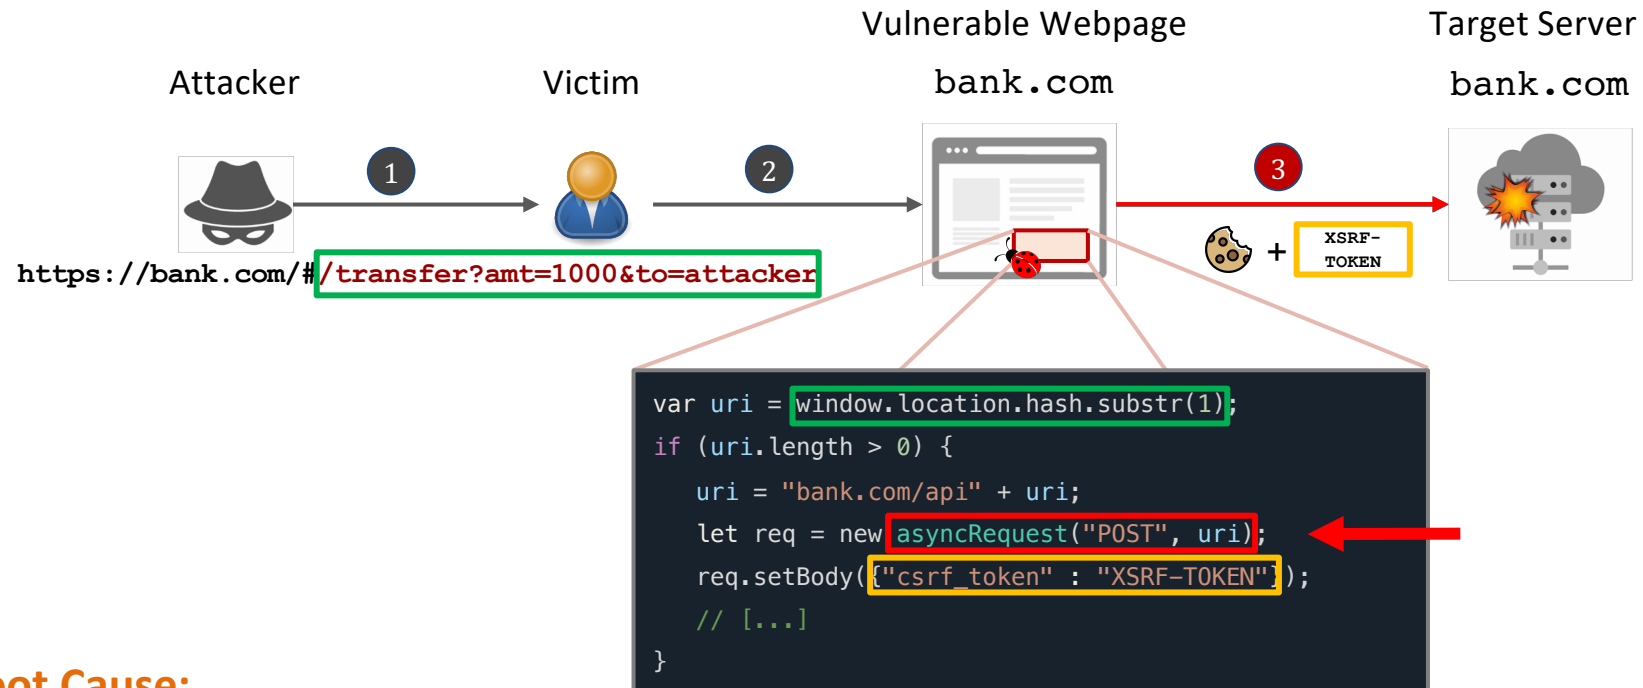 Vulnerable Webpage
Target Server
Attacker
Victim
bank.com
bank.com
1
2
3
XSRF-
TOKEN
+
https://bank.com/#/transfer?amt=1000&to=attacker
var uri = window.location.hash.substr(1);
if (uri.length > 0) {
uri = "bank.com/api" + uri;
let req = new asyncRequest("POST", uri);
req.setBody({"csrf_token" : "XSRF-TOKEN"});
// [...]
}
oot Cause: